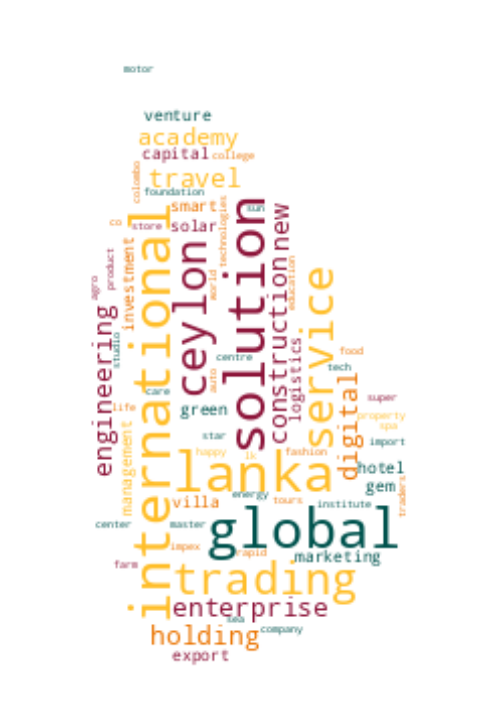 motor
venture
academy
capital
college
travel
colombo
foundation
smart
sun
co
store
solar
technologies
new
international
ceylon
solution
investment
product
agro
world
education
construction
service
engineering
studio
centre
auto
logistics
food
tech
care
digital
super
life
green
property
spa
management
star
import
happy
lk
fashion
lanka
hotel
gem
traders
energy
villa
tours
institute
center
master
global
impex
rapid
marketing
farm
trading
enterprise
sea
company
holding
export